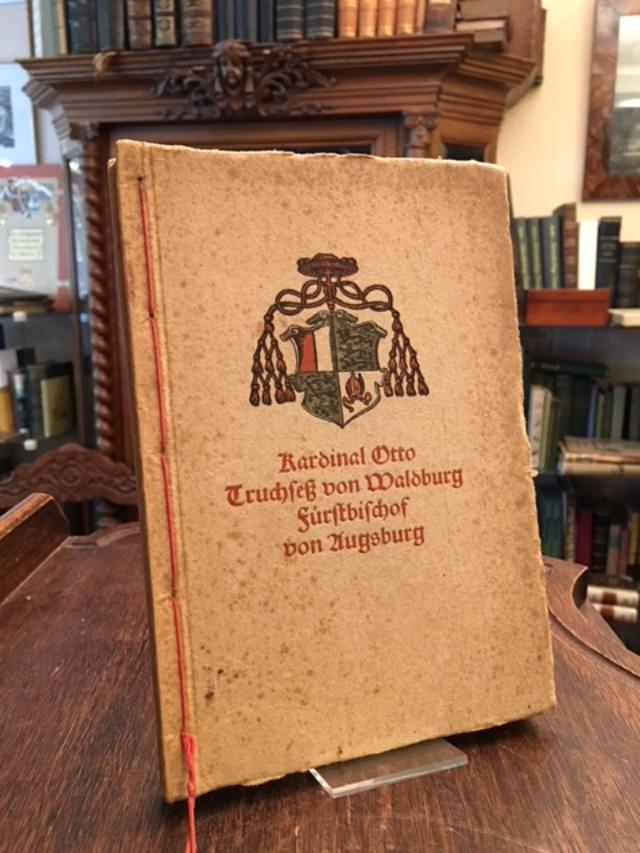 Kardinal Otto
Truchſeß von Waldburg
Fürſtbiſchof
von Augsburg